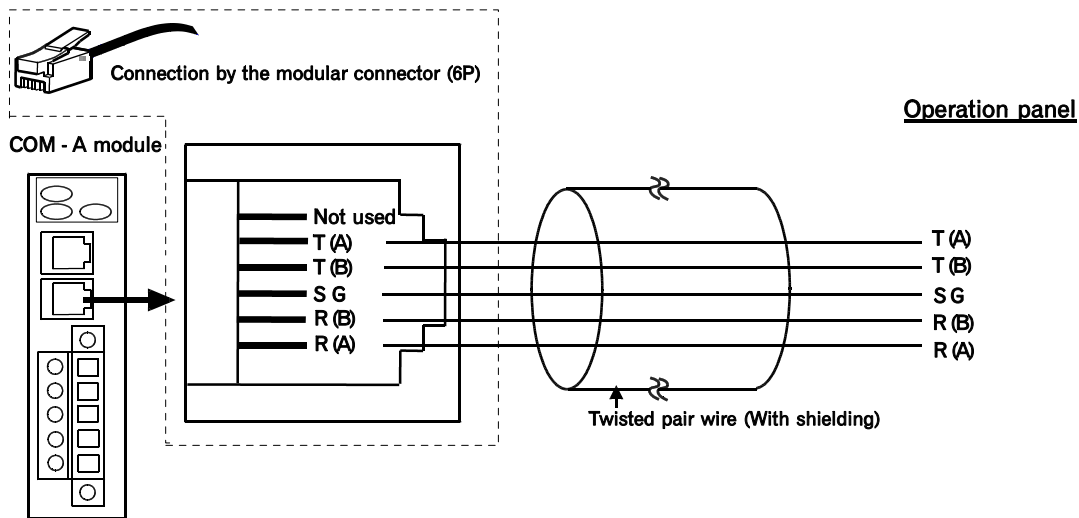 Connection by the modular connector (6P)
Operation panel
COM - A module
Not used
T (A)
T (B)
S G
R (B)
R (A)
T (A)
T (B)
S G
R (B)
R (A)
Twisted pair wire (With shielding)